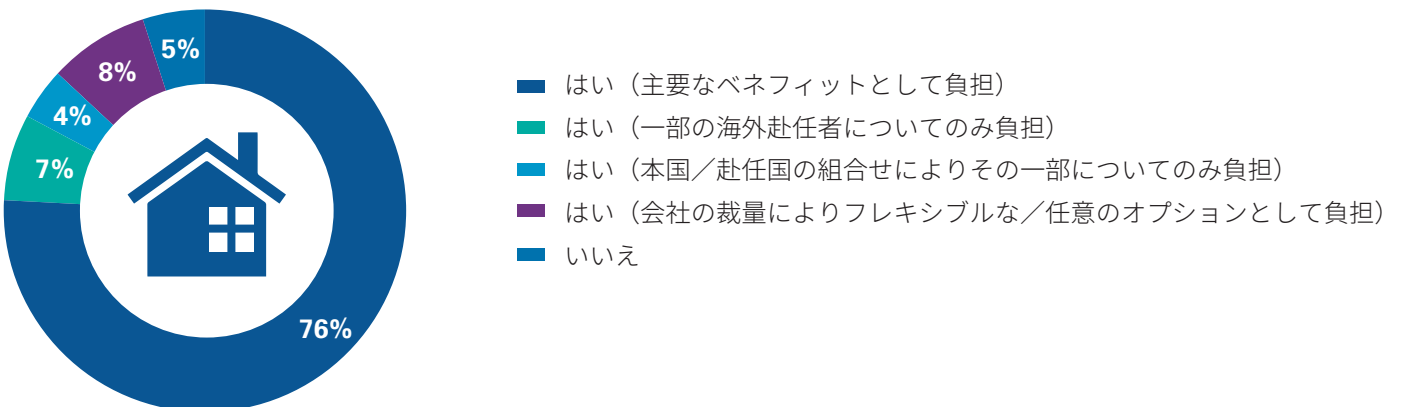 5%
8%
4%
7%
76%
はい（主要なベネフィットとして負担）
はい（一部の海外赴任者についてのみ負担）
はい（本国／赴任国の組合せによりその一部についてのみ負担）
はい（会社の裁量によりフレキシブルな／任意のオプションとして負担）
いいえ